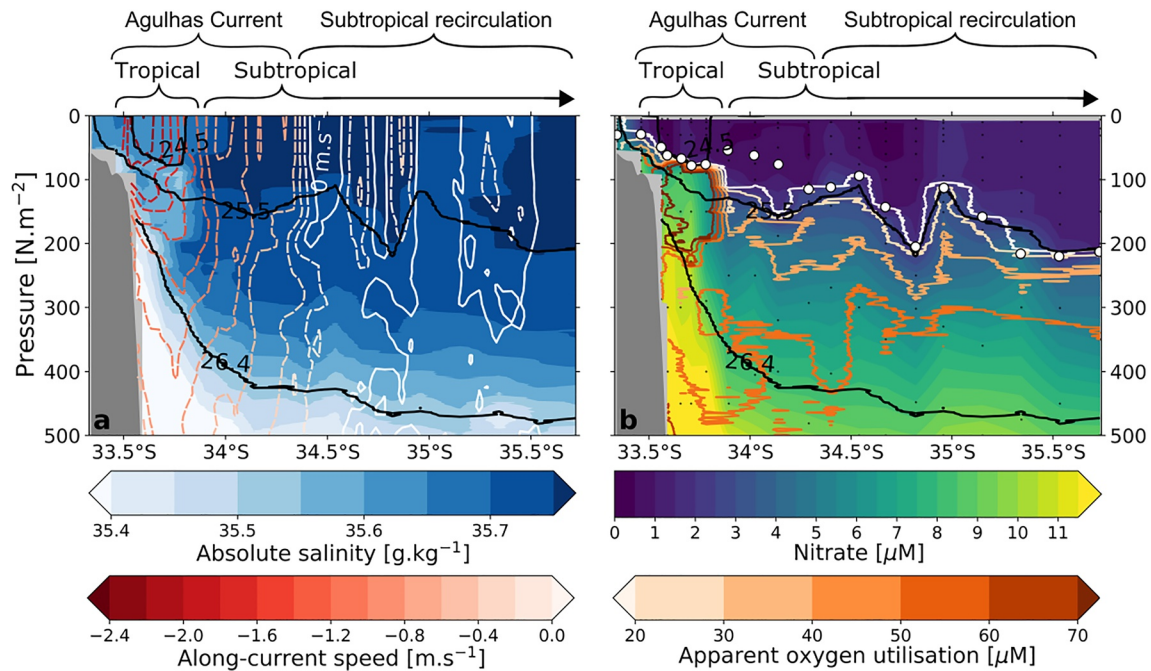 Agulhas Current
Subtropical recirculation
Tropical
Subtropical
Pressure [N.m⁻²]
0
100
200
300
400
500
24.5
25.5
26.4
0 m.s⁻
a
33.5°S
34°S
34.5°S
35°S
35.5°S
35.4
35.5
35.6
35.7
Absolute salinity [g.kg⁻¹]
−2.4
−2.0
−1.6
−1.2
−0.8
−0.4
0.0
Along-current speed [m.s⁻¹]
Agulhas Current
Subtropical recirculation
Tropical
Subtropical
24.5
26.4
b
0
100
200
300
400
500
33.5°S
34°S
34.5°S
35°S
35.5°S
0
1
2
3
4
5
6
7
8
9
10
11
Nitrate [μM]
20
30
40
50
60
70
Apparent oxygen utilisation [μM]